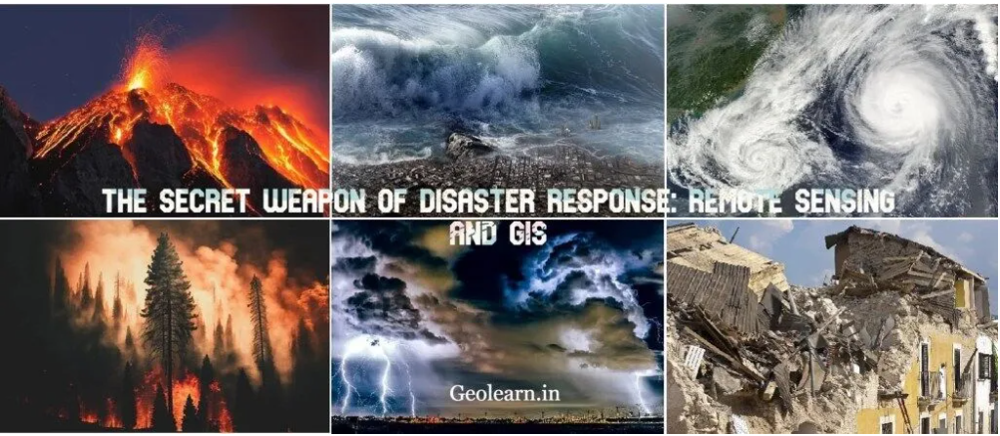 THE SECRET WEAPON OF DISASTER RESPONSE: REMOTE SENSING
AND GIS
Geolearn.in